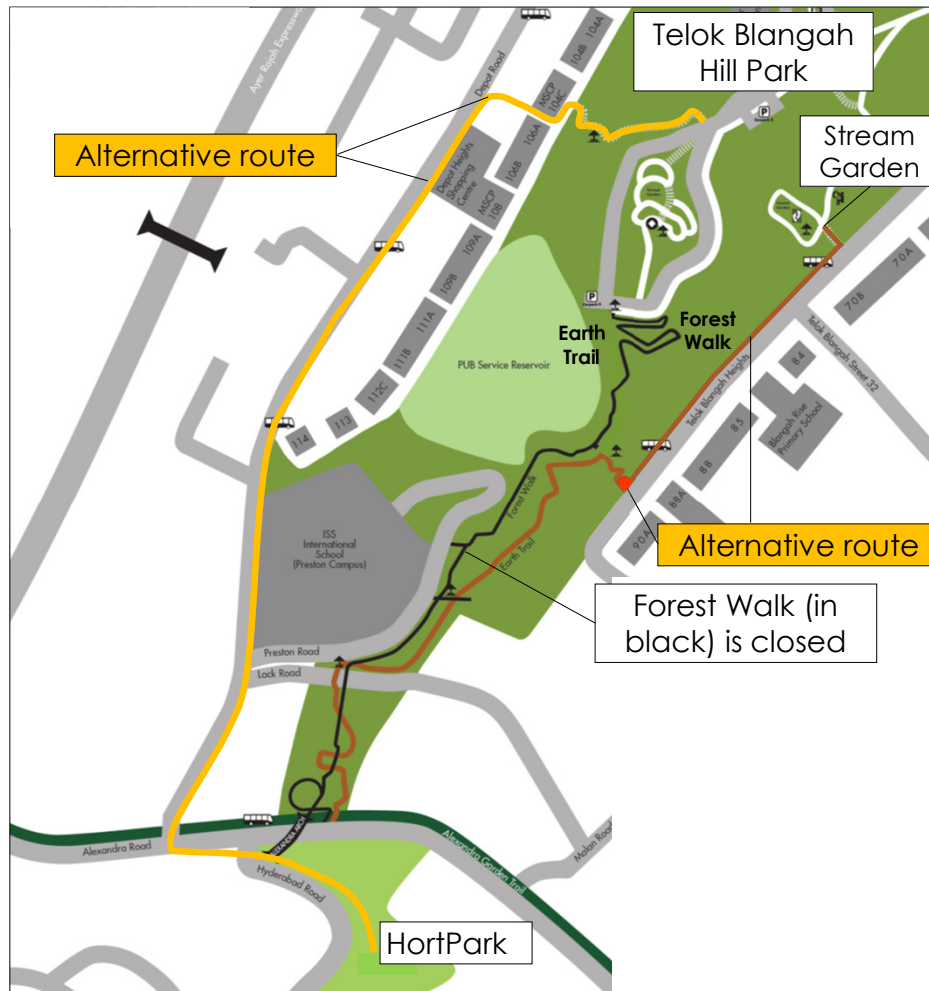 Telok Blangah
Hill Park
Ayer Rajah Expressway
Depot Road
104A
104B
MSCP
104C
106A
106B
Alternative route
Stream
Garden
Depot Heights
Shopping
Centre
MSCP
108
109A
109B
111A
111B
112C
113
114
P
P
70A
70B
Telok Blangah Street 32
Earth
Trail
Forest
Walk
PUB Service Reservoir
Telok Blangah Heights
84
85
88
88A
90A
Blangah Rise
Primary School
Forest Walk
Earth Trail
ISS
International
School
(Preston Campus)
Alternative route
Forest Walk (in
black) is closed
Preston Road
Lock Road
ALEXANDRA ARCH
Alexandra Road
Alexandra Garden Trail
Malan Road
Hyderabad Road
HortPark